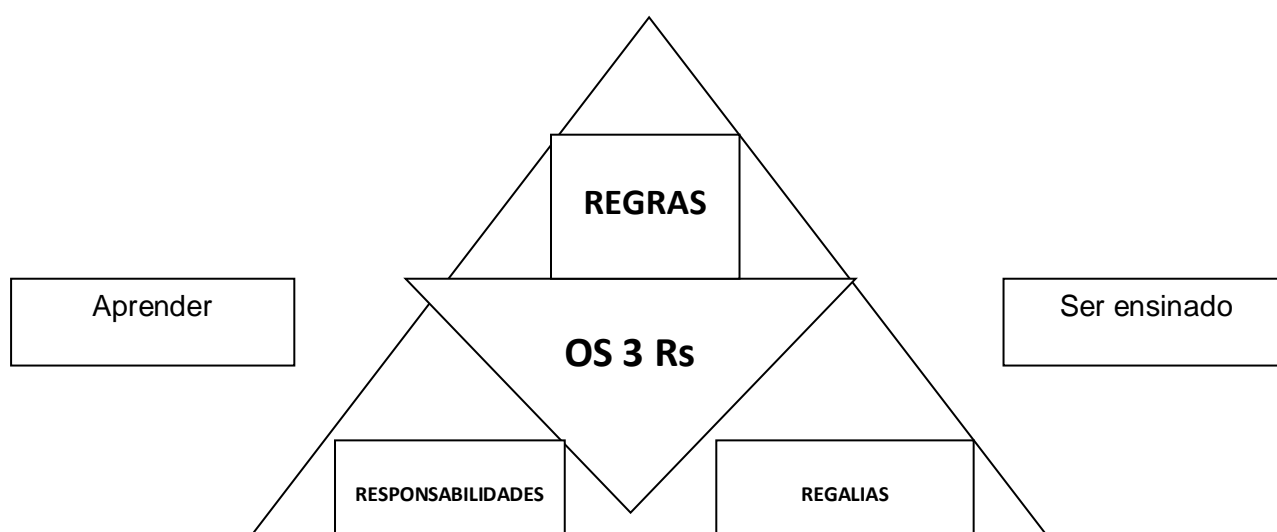 REGRAS
Aprender
Ser ensinado
OS 3 Rs
RESPONSABILIDADES
REGALIAS